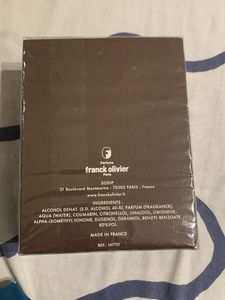 Parfums
franck olivier
Paris
SODIP
21 Boulevard Montmartre - 75002 PARIS - France
www.franckolivier.fr
INGREDIENTS :
ALCOHOL DENAT. (S.D. ALCOHOL 40-B), PARFUM (FRAGRANCE),
AQUA (WATER), COUMARIN, CITRONELLOL, LINALOOL, LIMONENE,
ALPHA-ISOMETHYL IONONE, EUGENOL, GERANIOL, BENZYL BENZOATE,
80%VOL.
MADE IN FRANCE
REF.: 141731